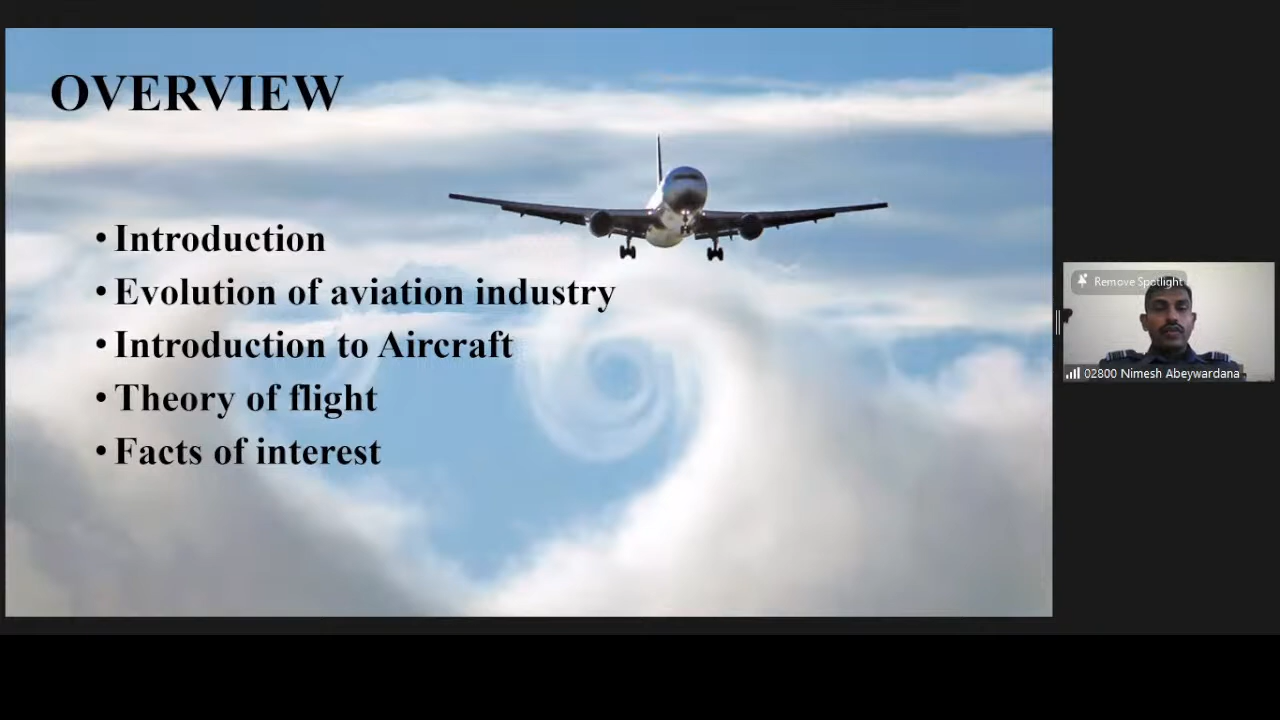 OVERVIEW
• Introduction
• Evolution of aviation industry
• Introduction to Aircraft
• Theory of flight
• Facts of interest
Remove Spotlight
02800 Nimesh Abeywardana